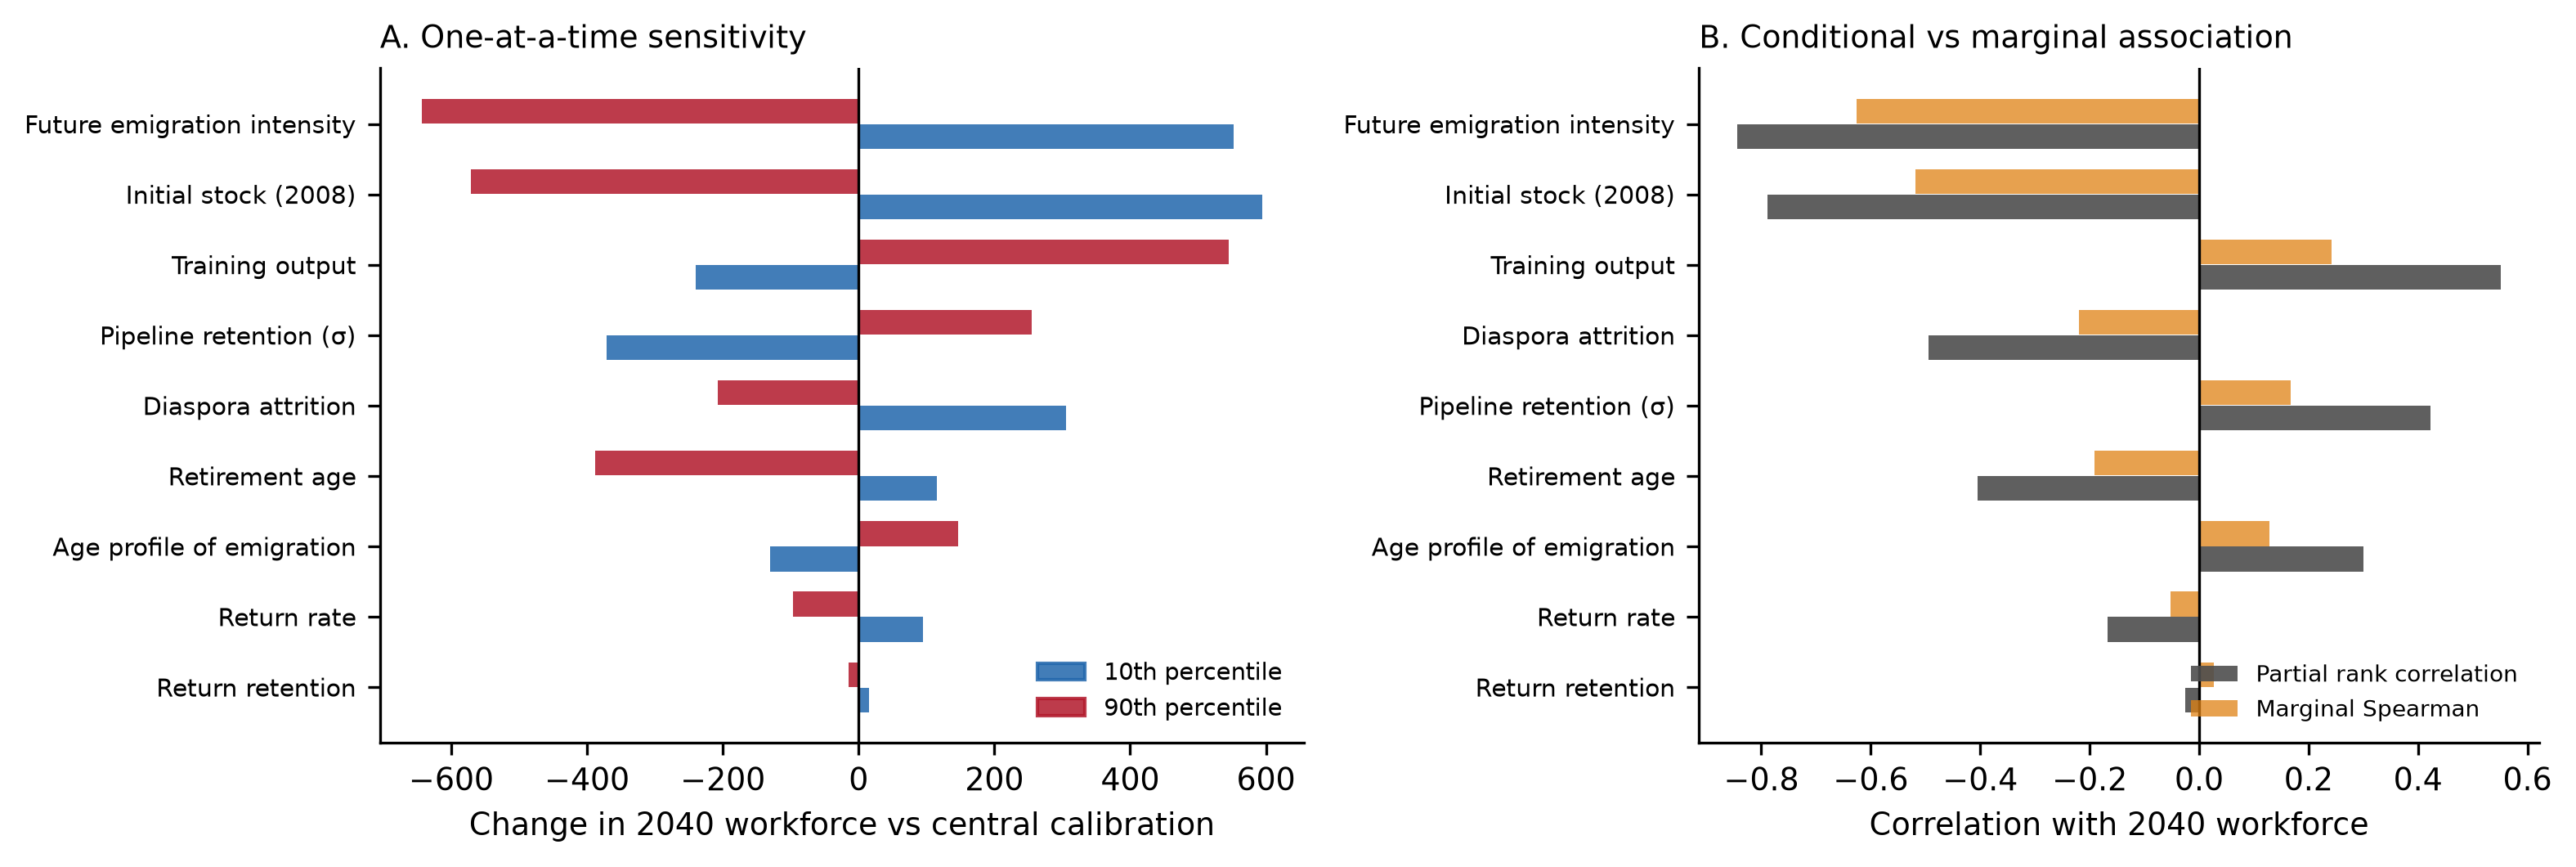 A. One-at-a-time sensitivity
Future emigration intensity
Initial stock (2008)
Training output
Pipeline retention (σ)
Diaspora attrition
Retirement age
Age profile of emigration
Return rate
Return retention
10th percentile
90th percentile
−600 −400 −200 0 200 400 600
Change in 2040 workforce vs central calibration
B. Conditional vs marginal association
Future emigration intensity
Initial stock (2008)
Training output
Diaspora attrition
Pipeline retention (σ)
Retirement age
Age profile of emigration
Return rate
Return retention
Partial rank correlation
Marginal Spearman
−0.8 −0.6 −0.4 −0.2 0.0 0.2 0.4 0.6
Correlation with 2040 workforce